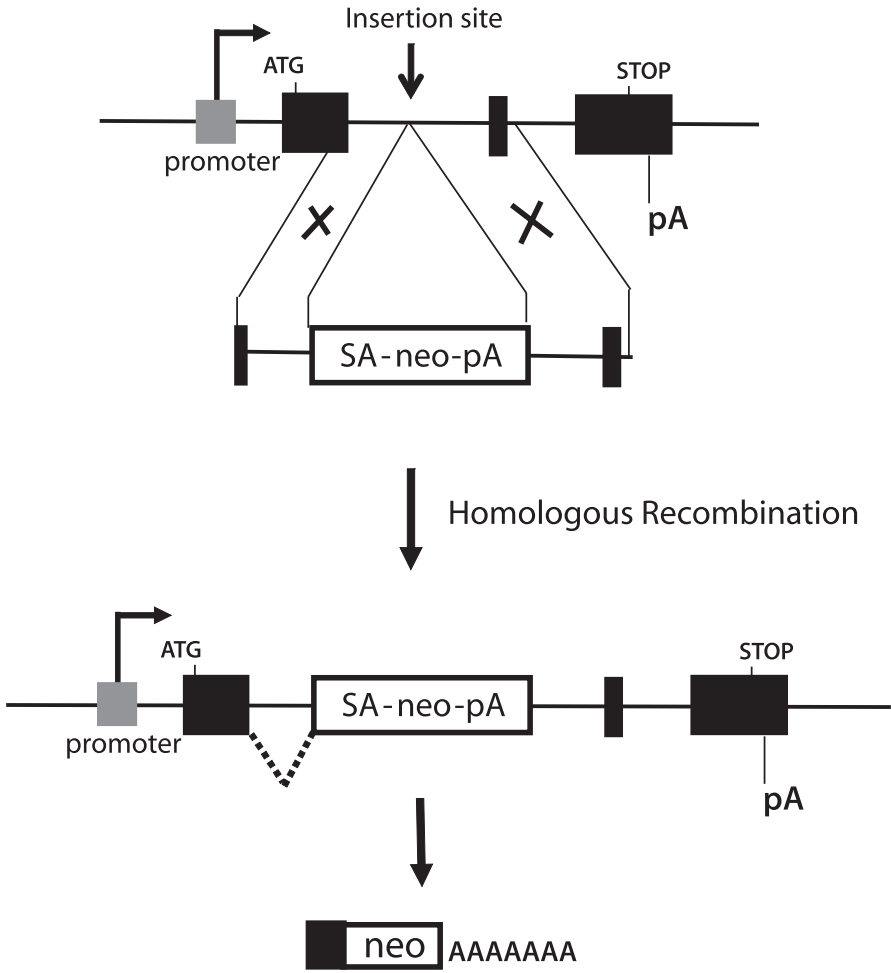 Insertion site
ATG
STOP
promoter
pA
SA-neo-pA
Homologous Recombination
ATG
STOP
SA-neo-pA
promoter
pA
neo AAAAAAA